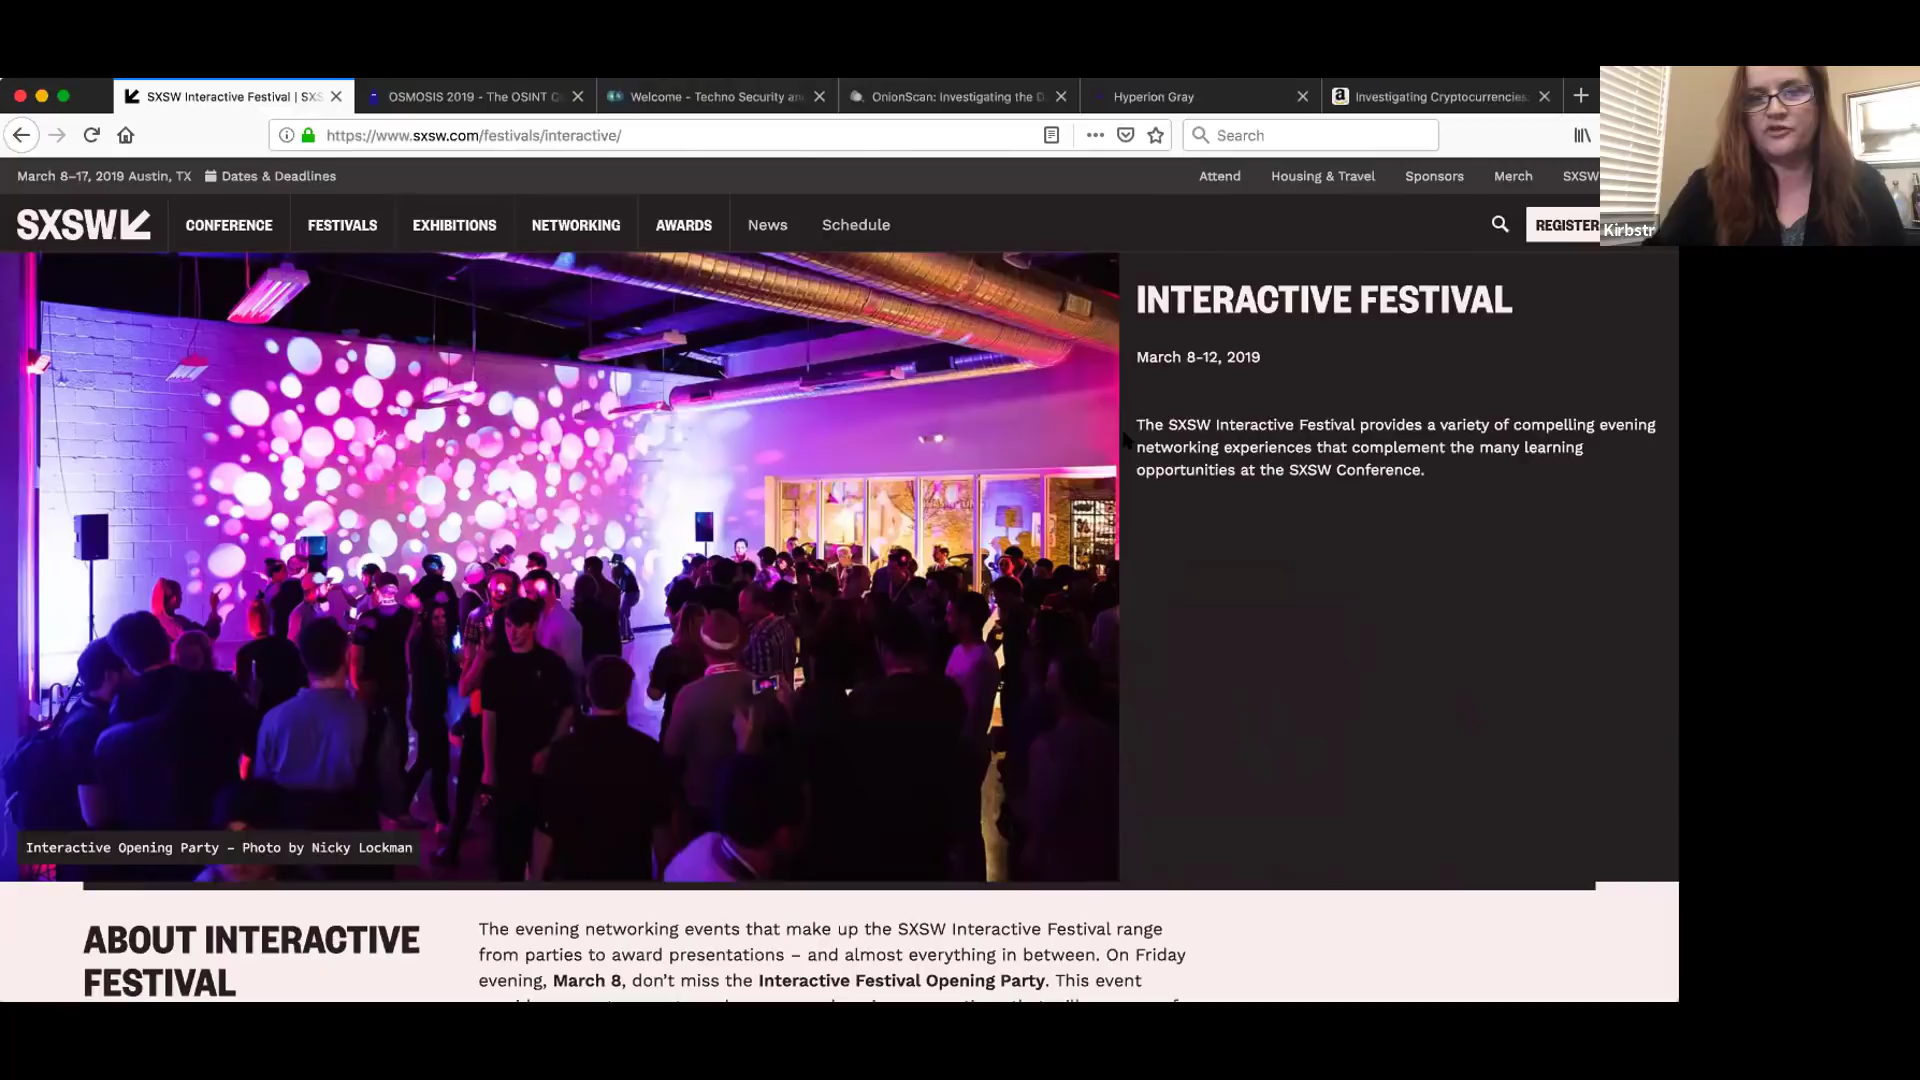 SXSW Interactive Festival | SXS
OSMOSIS 2019 - The OSINT C
Welcome - Techno Security an
OnionScan: Investigating the D
Hyperion Gray
Investigating Cryptocurrencies:
https://www.sxsw.com/festivals/interactive/
Search
March 8–17, 2019 Austin, TX Dates & Deadlines
Attend Housing & Travel Sponsors Merch SXSW
SXSW CONFERENCE FESTIVALS EXHIBITIONS NETWORKING AWARDS News Schedule
REGISTER
Kirbstr
INTERACTIVE FESTIVAL
March 8-12, 2019
The SXSW Interactive Festival provides a variety of compelling evening
networking experiences that complement the many learning
opportunities at the SXSW Conference.
Interactive Opening Party – Photo by Nicky Lockman
ABOUT INTERACTIVE
FESTIVAL
The evening networking events that make up the SXSW Interactive Festival range
from parties to award presentations – and almost everything in between. On Friday
evening, March 8, don't miss the Interactive Festival Opening Party. This event